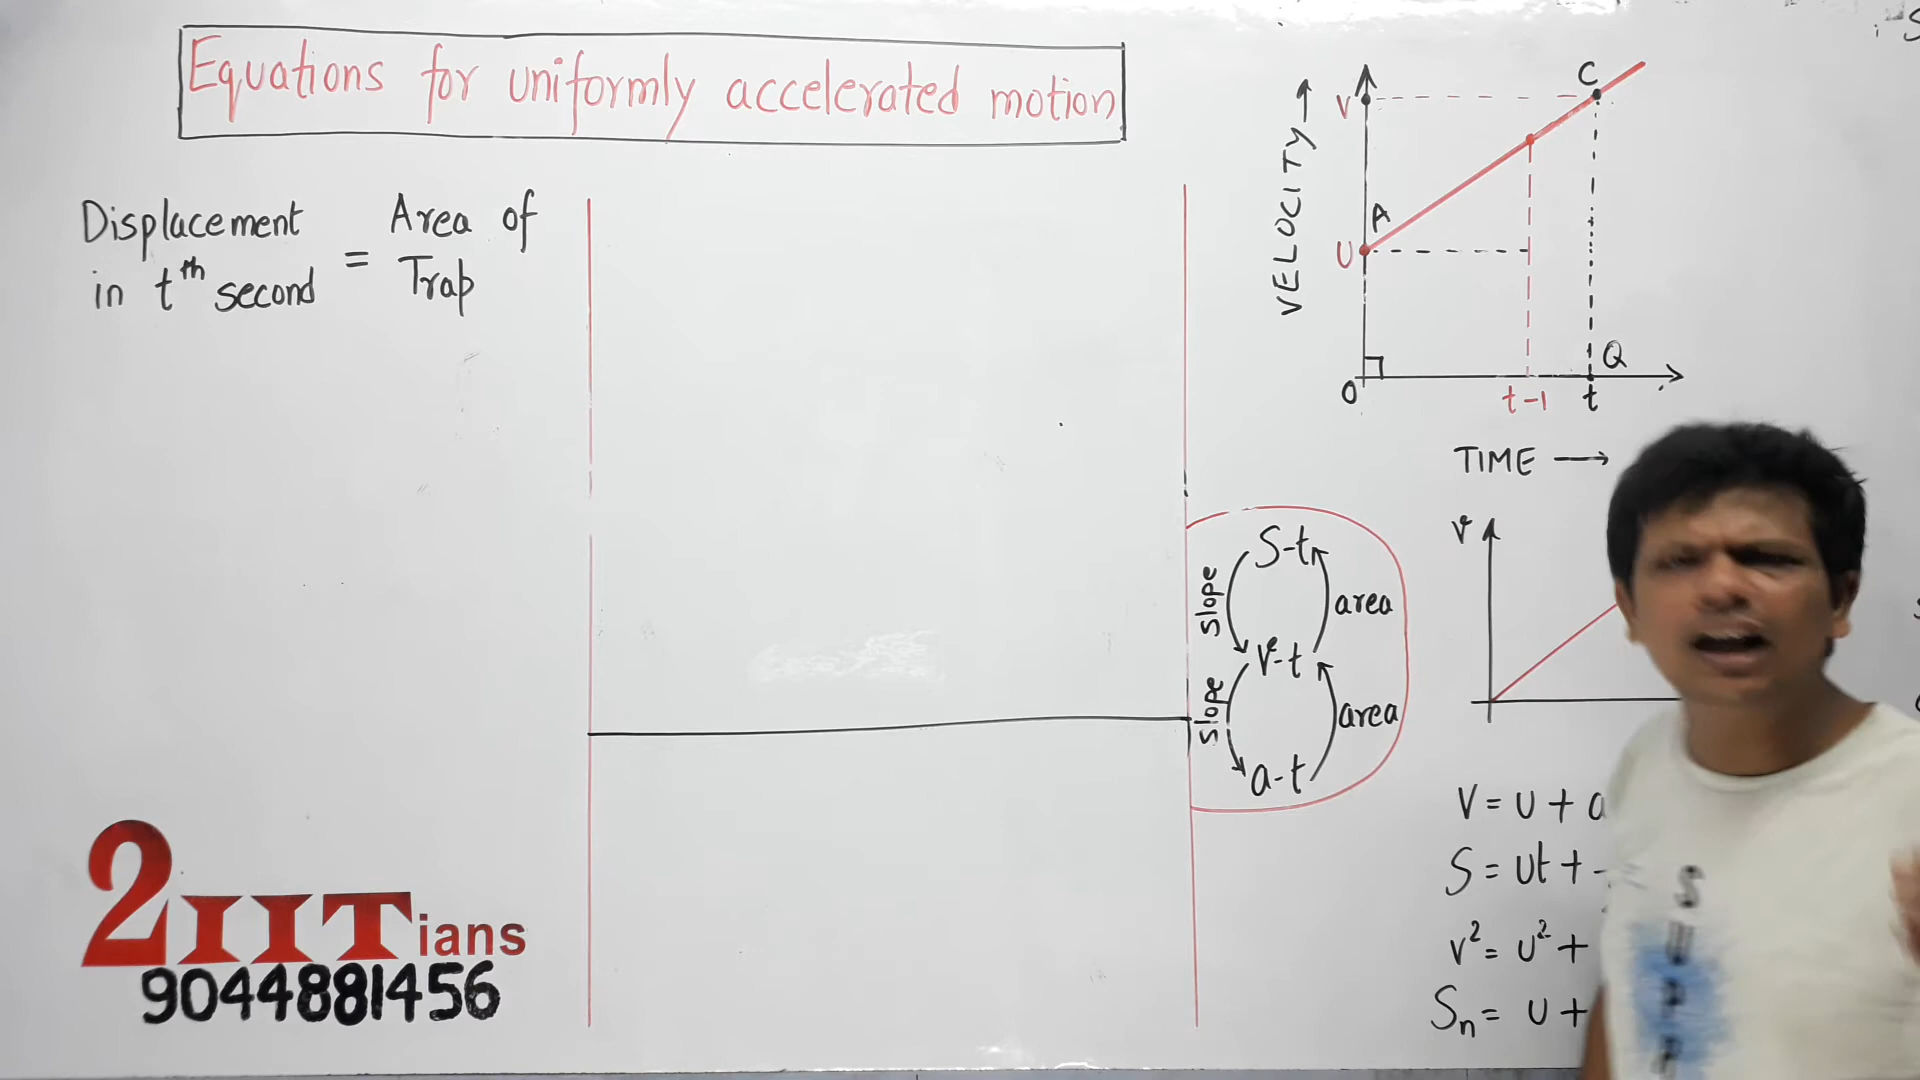 Equations for uniformly accelerated motion
Displacement in tth second = Area of Trap
VELOCITY →
V
C
A
U
O
t-1
t
Q
TIME →
S-t
slope
area
v-t
slope
area
a-t
v
V = U + a
S = Ut +
v² = U² +
Sn = U +
2IITians
9044881456